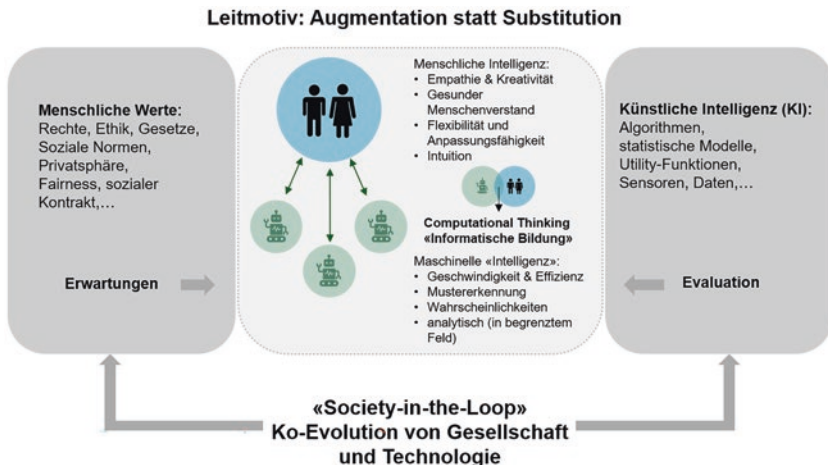 Leitmotiv: Augmentation statt Substitution
Menschliche Werte:
Rechte, Ethik, Gesetze,
Soziale Normen,
Privatsphäre,
Fairness, sozialer
Kontrakt,…
Erwartungen
Menschliche Intelligenz:
• Empathie & Kreativität
• Gesunder
Menschenverstand
• Flexibilität und
Anpassungsfähigkeit
• Intuition
Computational Thinking
«Informatische Bildung»
Maschinelle «Intelligenz»:
• Geschwindigkeit & Effizienz
• Mustererkennung
• Wahrscheinlichkeiten
• analytisch (in begrenztem
Feld)
Künstliche Intelligenz (KI):
Algorithmen,
statistische Modelle,
Utility-Funktionen,
Sensoren, Daten,…
Evaluation
«Society-in-the-Loop»
Ko-Evolution von Gesellschaft
und Technologie